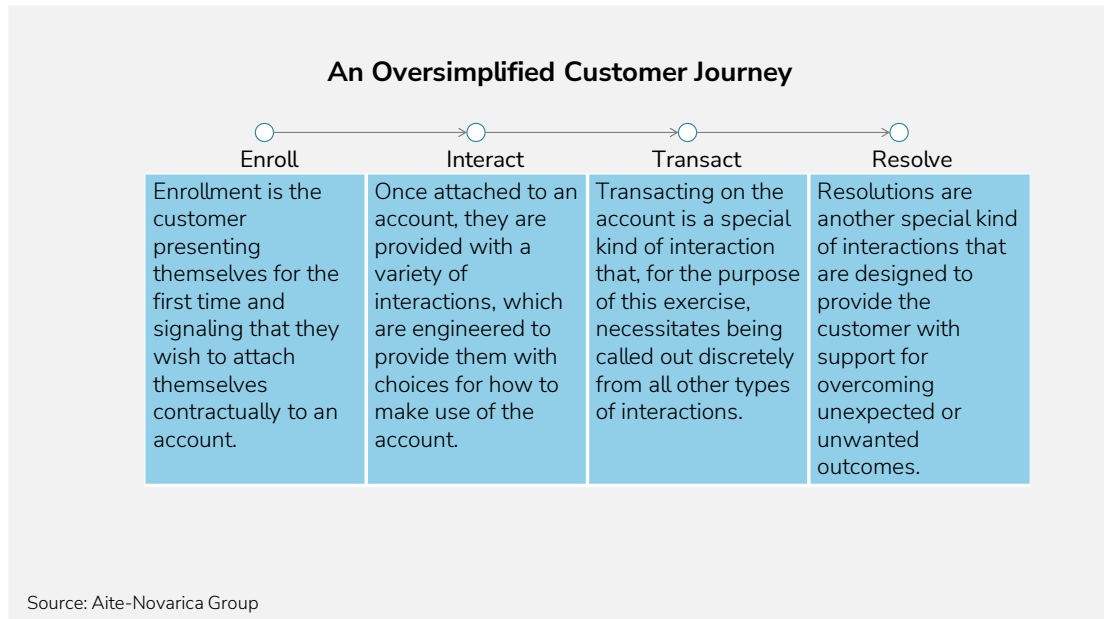 An Oversimplified Customer Journey
Enroll
Interact
Transact
Resolve
Enrollment is the
customer
presenting
themselves for the
first time and
signaling that they
wish to attach
themselves
contractually to an
account.
Once attached to an
account, they are
provided with a
variety of
interactions, which
are engineered to
provide them with
choices for how to
make use of the
account.
Transacting on the
account is a special
kind of interaction
that, for the purpose
of this exercise,
necessitates being
called out discretely
from all other types
of interactions.
Resolutions are
another special kind
of interactions that
are designed to
provide the
customer with
support for
overcoming
unexpected or
unwanted
outcomes.
Source: Aite-Novarica Group